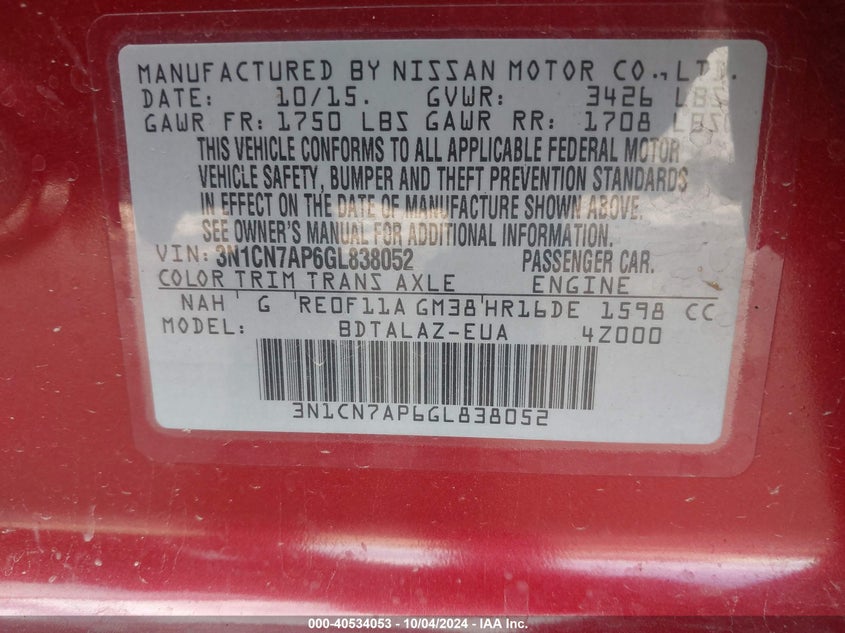 MANUFACTURED BY NISSAN MOTOR CO., LTD.
DATE: 10/15. GVWR: 3426 LBS
GAWR FR: 1750 LBS GAWR RR: 1708 LBS
THIS VEHICLE CONFORMS TO ALL APPLICABLE FEDERAL MOTOR
VEHICLE SAFETY, BUMPER AND THEFT PREVENTION STANDARDS
IN EFFECT ON THE DATE OF MANUFACTURE SHOWN ABOVE.
SEE OWNER'S MANUAL FOR ADDITIONAL INFORMATION.
VIN: 3N1CN7AP6GL838052 PASSENGER CAR.
COLOR TRIM TRANS AXLE ENGINE
NAH G RE0F11A GM38 HR16DE 1598 CC
MODEL: BDTALAZ-EUA 4Z000
3N1CN7AP6GL838052
000-40534053 - 10/04/2024 - IAA Inc.